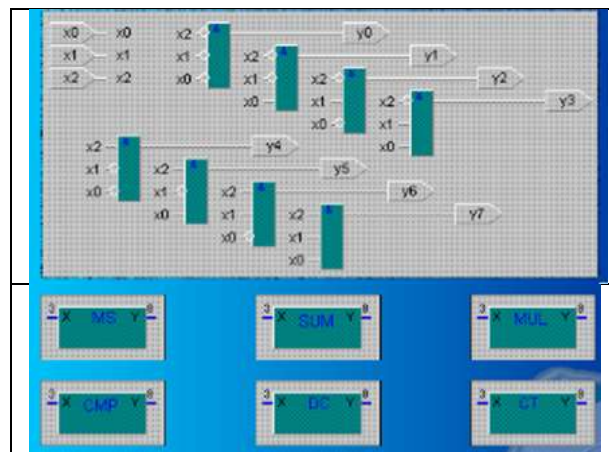 x0 x0 x2 & y0
x1 x1 x1 x2 & y1
x2 x2 x0 x1 x2 & y2
x0 x1 x2 & y3
x0 x1
x0
x2 & y4
x1 x2 & y5
x0 x1 x2 & y6
x0 x1 x2 & y7
x0 x1
x0
3 X MS Y 8 3 X SUM Y 8 3 X MUL Y 8
3 X CMP Y 8 3 X DC Y 8 3 X CT Y 8